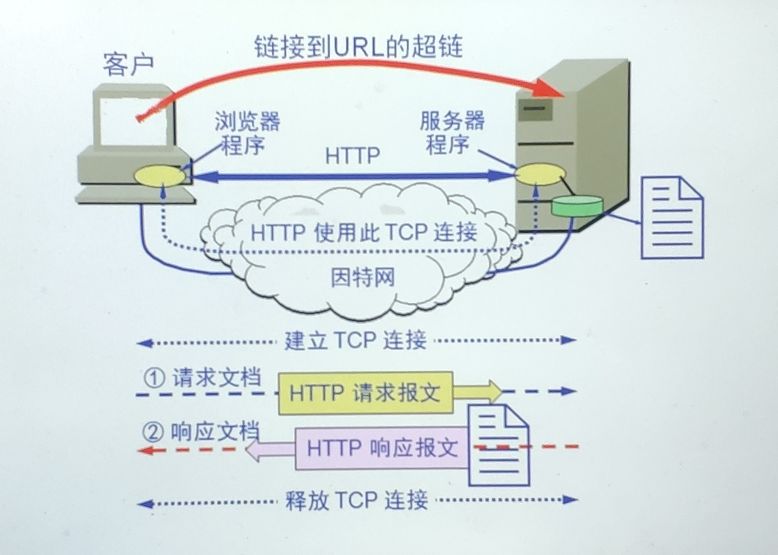 链接到URL的超链
客户
浏览器
程序
服务器
程序
HTTP
HTTP 使用此 TCP 连接
因特网
建立 TCP 连接
① 请求文档
HTTP 请求报文
② 响应文档
HTTP 响应报文
释放 TCP 连接